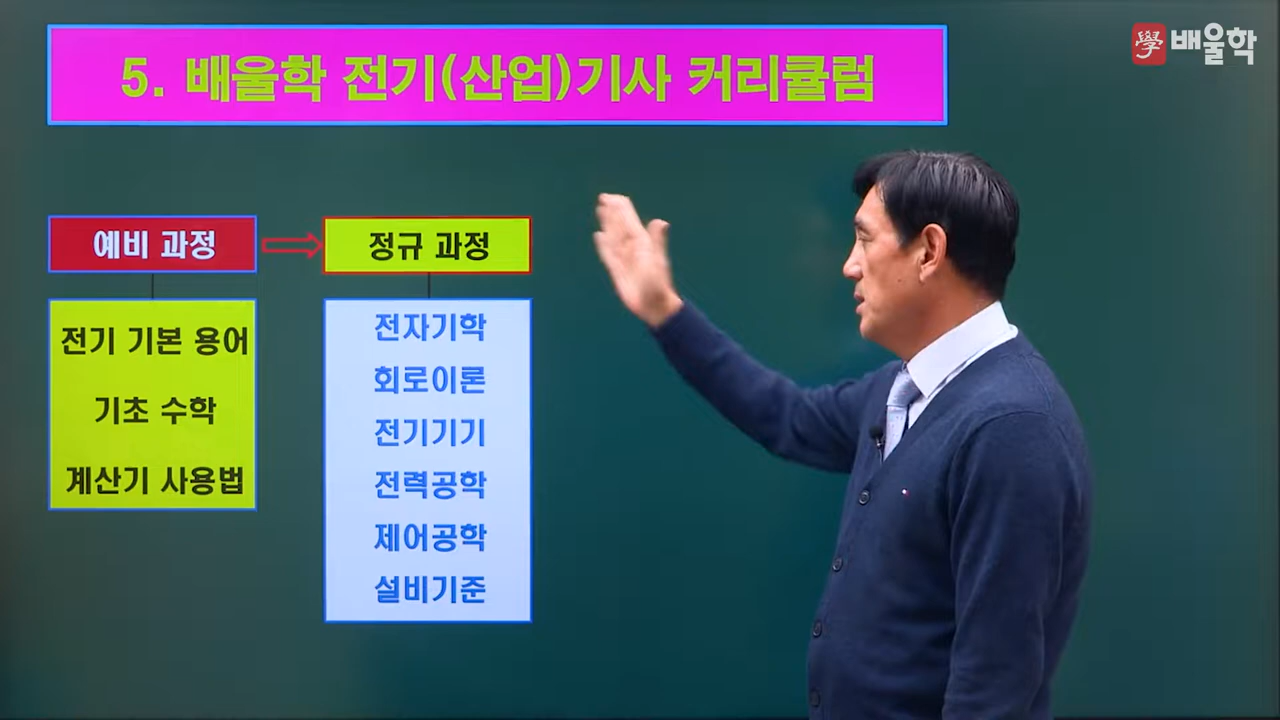 5. 배울학 전기(산업)기사 커리큘럼
學 배울학
예비 과정
정규 과정
전기 기본 용어
기초 수학
계산기 사용법
전자기학
회로이론
전기기기
전력공학
제어공학
설비기준